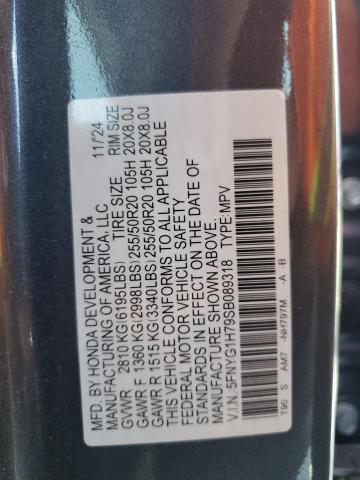 MFD. BY HONDA DEVELOPMENT & 11/24
MANUFACTURING OF AMERICA, LLC
GVWR 2810 KG(6195LBS) TIRE SIZE RIM SIZE
GAWR F 1360 KG(2998LBS)255/50R20 105H 20X8.0J
GAWR R 1515 KG(3340LBS)255/50R20 105H 20X8.0J
THIS VEHICLE CONFORMS TO ALL APPLICABLE
FEDERAL MOTOR VEHICLE SAFETY
STANDARDS IN EFFECT ON THE DATE OF
MANUFACTURE SHOWN ABOVE.
V.I.N.:5FNYG1H79SB089318 TYPE:MPV
T90 S AM7 -NH797M -A -B